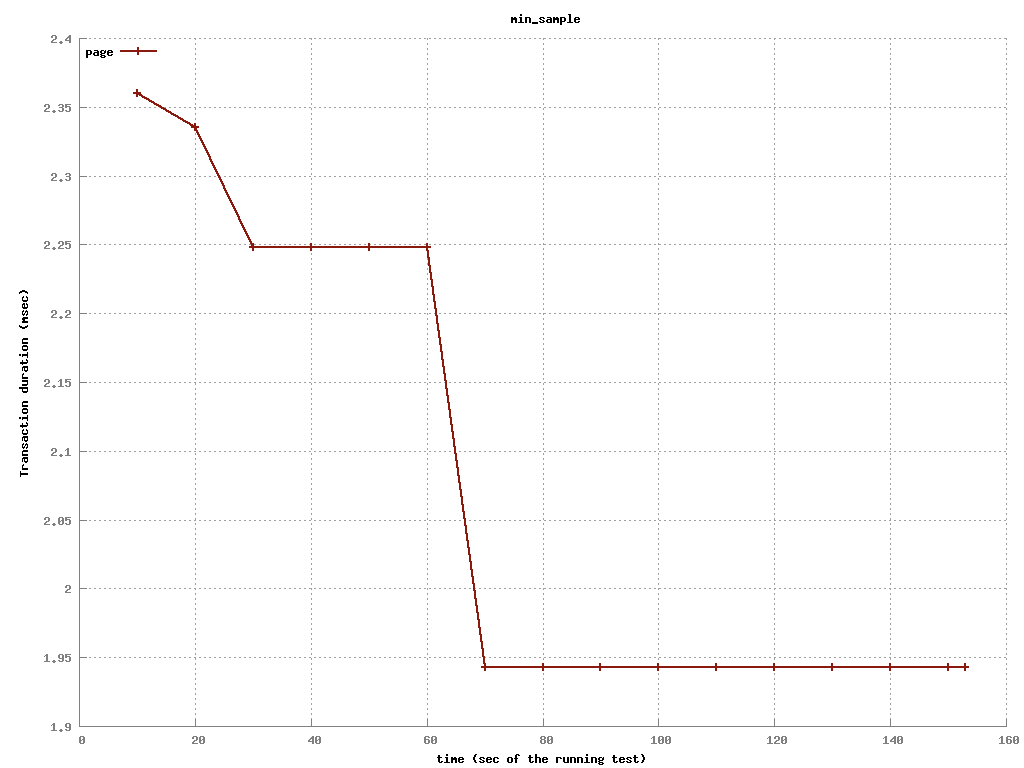 min_sample
page
2.4
2.35
2.3
2.25
2.2
2.15
2.1
2.05
2
1.95
1.9
Transaction duration (msec)
0 20 40 60 80 100 120 140 160
time (sec of the running test)